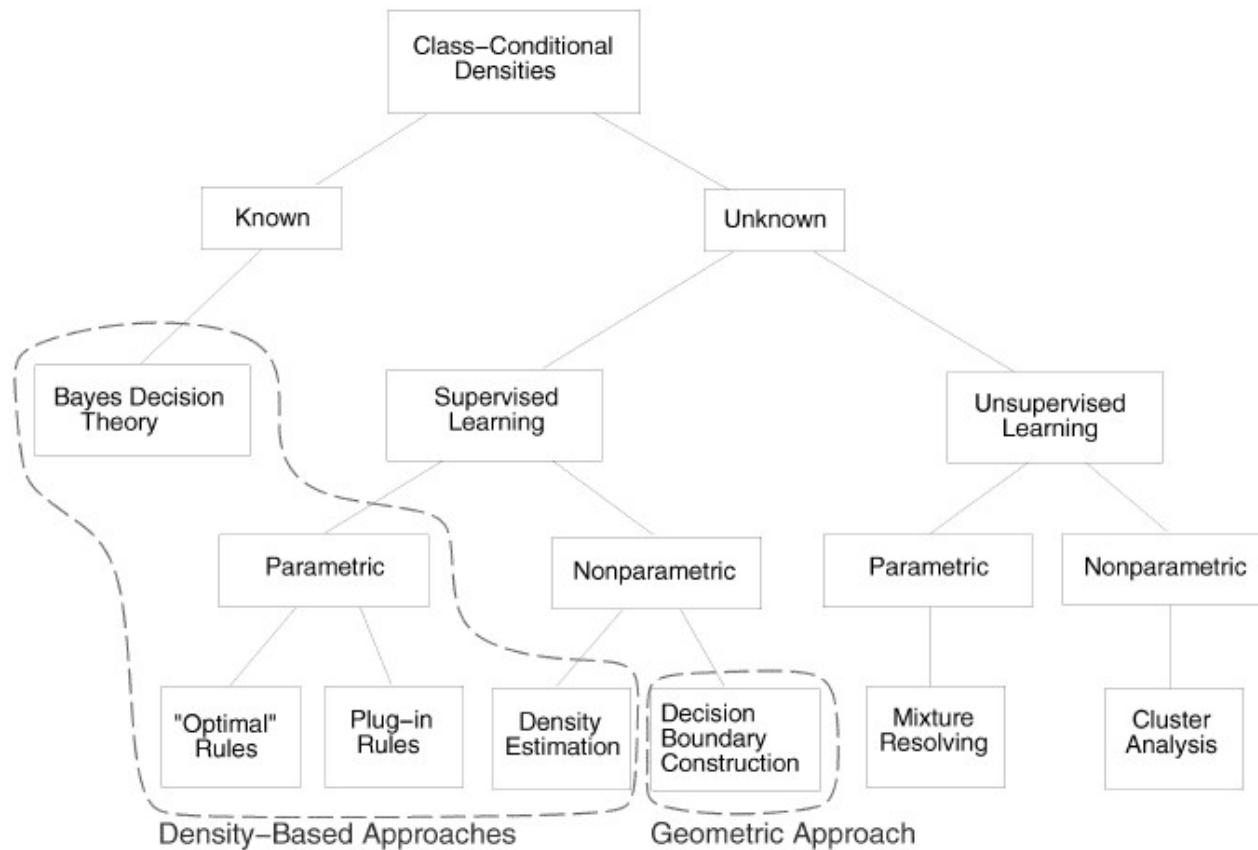 Class–Conditional
Densities
Known
Unknown
Bayes Decision
Theory
Supervised
Learning
Unsupervised
Learning
Parametric
Nonparametric
Parametric
Nonparametric
"Optimal"
Rules
Plug–in
Rules
Density
Estimation
Decision
Boundary
Construction
Mixture
Resolving
Cluster
Analysis
Density–Based Approaches
Geometric Approach